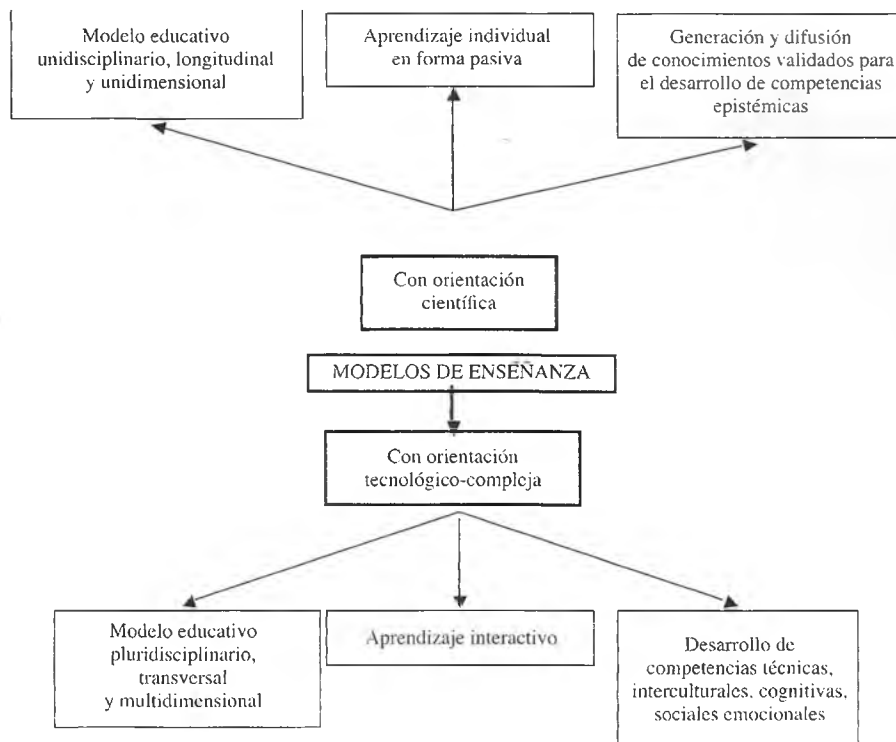 Modelo educativo
unidisciplinario, longitudinal
y unidimensional
Aprendizaje individual
en forma pasiva
Generación y difusión
de conocimientos validados para
el desarrollo de competencias
epistémicas
Con orientación
científica
MODELOS DE ENSEÑANZA
Con orientación
tecnológico-compleja
Modelo educativo
pluridisciplinario,
transversal
y multidimensional
Aprendizaje interactivo
Desarrollo de
competencias técnicas,
interculturales, cognitivas,
sociales emocionales